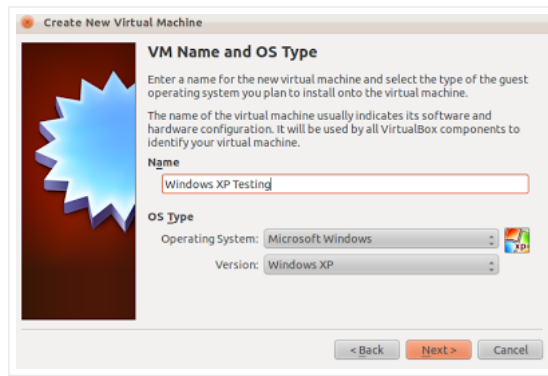 Create New Virtual Machine
VM Name and OS Type
Enter a name for the new virtual machine and select the type of the guest
operating system you plan to install onto the virtual machine.
The name of the virtual machine usually indicates its software and
hardware configuration. It will be used by all VirtualBox components to
identify your virtual machine.
Name
Windows XP Testing
OS Type
Operating System: Microsoft Windows
xp
Version: Windows XP
< Back Next > Cancel